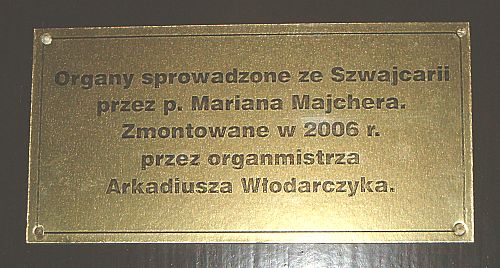 Organy sprowadzone ze Szwajcarii
przez p. Mariana Majchera.
Zmontowane w 2006 r.
przez organmistrza
Arkadiusza Włodarczyka.